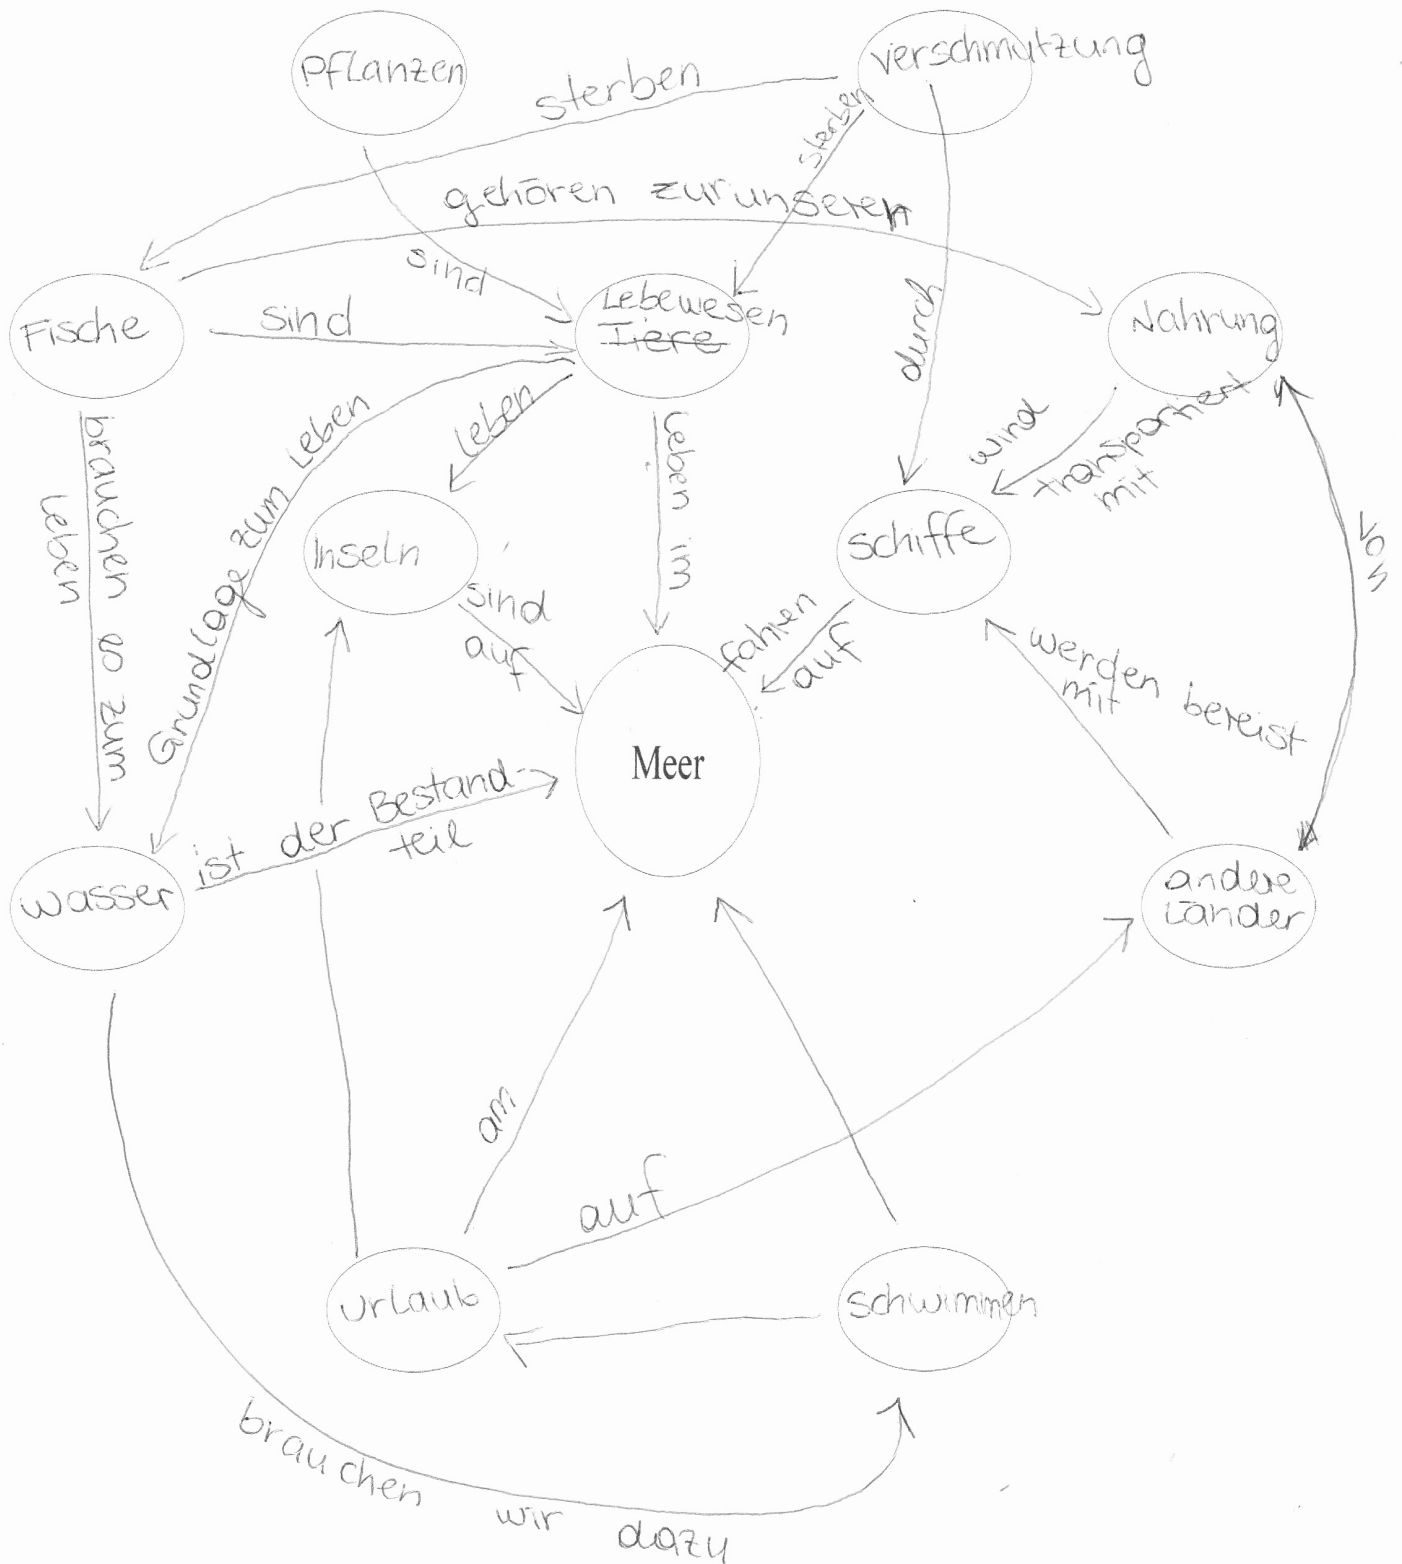 Pflanzen
Verschmutzung
sterben
sterben
gehören zur unseren
sind
durch
Fische
sind
Lebewesen
Tiere
Nahrung
wird
transportiert
mit
brauchen es zum
Leben
Grundlage zum Leben
Leben
Leben im
Inseln
sind
auf
Schiffe
fahren
auf
von
werden bereist
mit
Meer
ist der Bestand-
teil
Wasser
andere
Länder
am
auf
Urlaub
Schwimmen
brauchen wir dazu